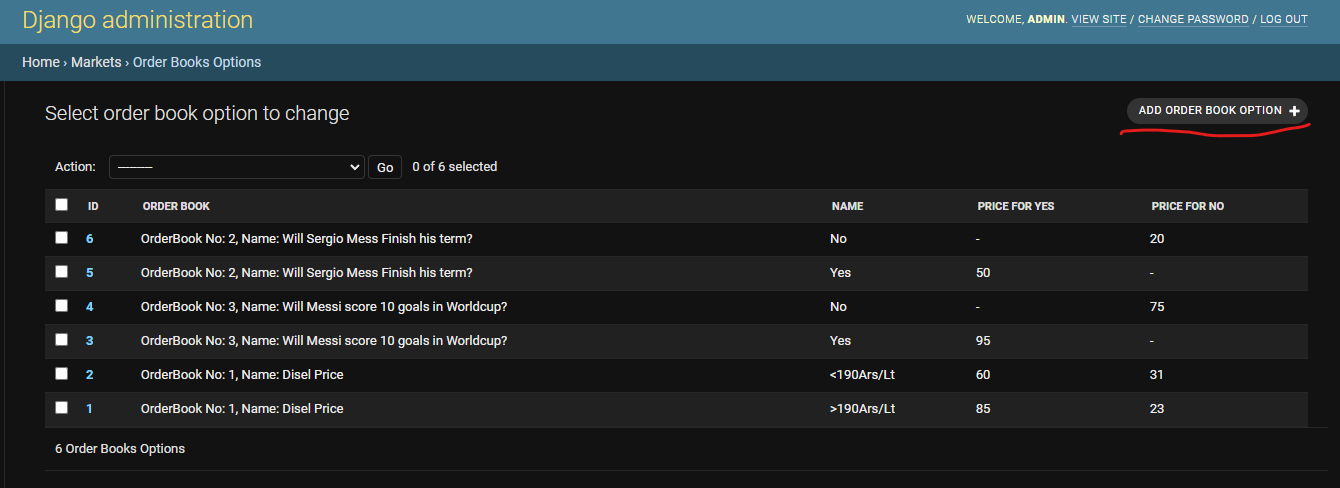 Django administration
WELCOME, ADMIN. VIEW SITE / CHANGE PASSWORD / LOG OUT
Home › Markets › Order Books Options
Select order book option to change
ADD ORDER BOOK OPTION +
Action: --------- Go 0 of 6 selected
ID ORDER BOOK NAME PRICE FOR YES PRICE FOR NO
6 OrderBook No: 2, Name: Will Sergio Mess Finish his term? No - 20
5 OrderBook No: 2, Name: Will Sergio Mess Finish his term? Yes 50 -
4 OrderBook No: 3, Name: Will Messi score 10 goals in Worldcup? No - 75
3 OrderBook No: 3, Name: Will Messi score 10 goals in Worldcup? Yes 95 -
2 OrderBook No: 1, Name: Disel Price <190Ars/Lt 60 31
1 OrderBook No: 1, Name: Disel Price >190Ars/Lt 85 23
6 Order Books Options